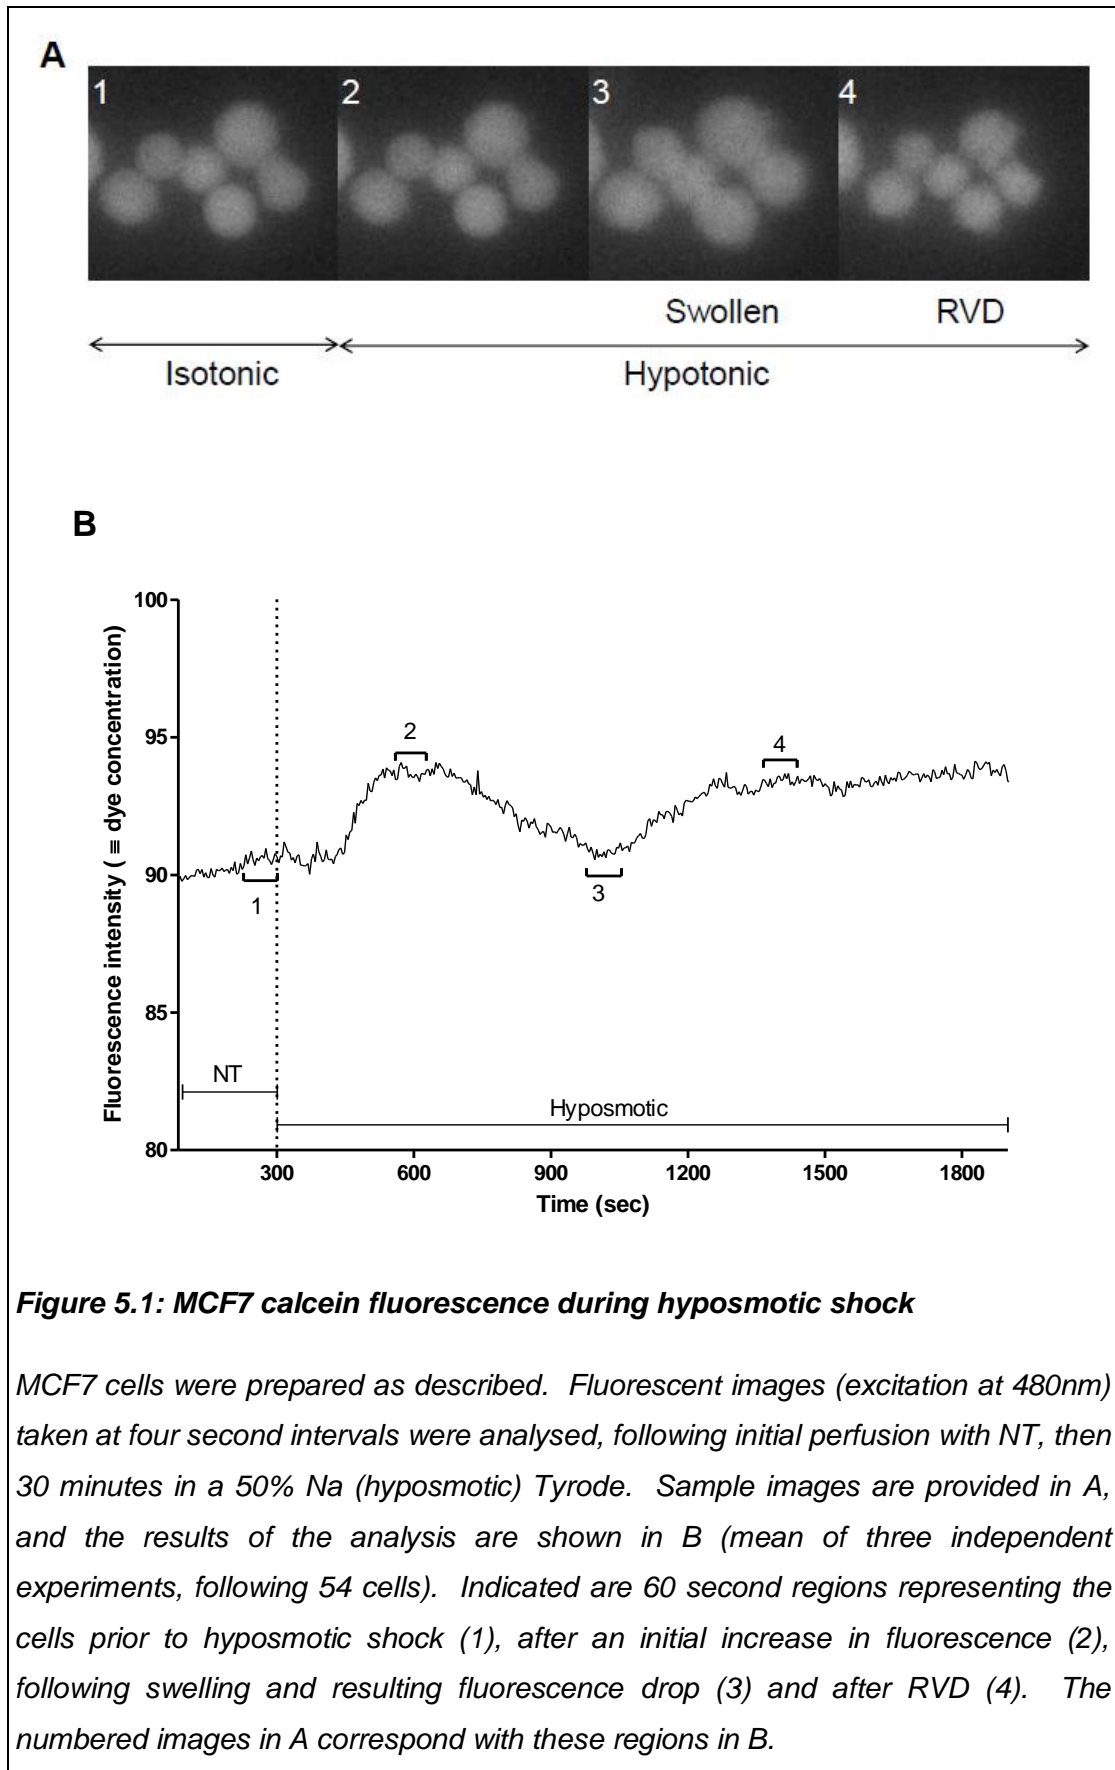 A
1 2 3 4
Swollen RVD
Isotonic Hypotonic
B
100
95
90
85
80
Fluorescence intensity ( ≡ dye concentration)
2
4
1
3
NT
Hyposmotic
300 600 900 1200 1500 1800
Time (sec)
Figure 5.1: MCF7 calcein fluorescence during hyposmotic shock
MCF7 cells were prepared as described. Fluorescent images (excitation at 480nm)
taken at four second intervals were analysed, following initial perfusion with NT, then
30 minutes in a 50% Na (hyposmotic) Tyrode. Sample images are provided in A,
and the results of the analysis are shown in B (mean of three independent
experiments, following 54 cells). Indicated are 60 second regions representing the
cells prior to hyposmotic shock (1), after an initial increase in fluorescence (2),
following swelling and resulting fluorescence drop (3) and after RVD (4). The
numbered images in A correspond with these regions in B.